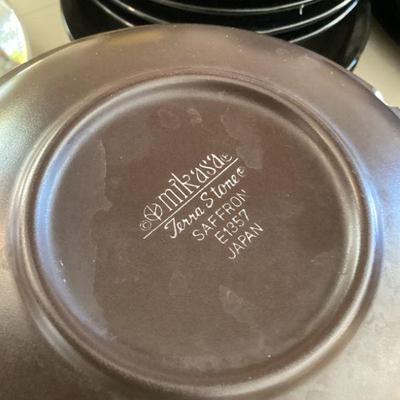 © mikasa®
Terra Stone®
SAFFRON
E1357
JAPAN